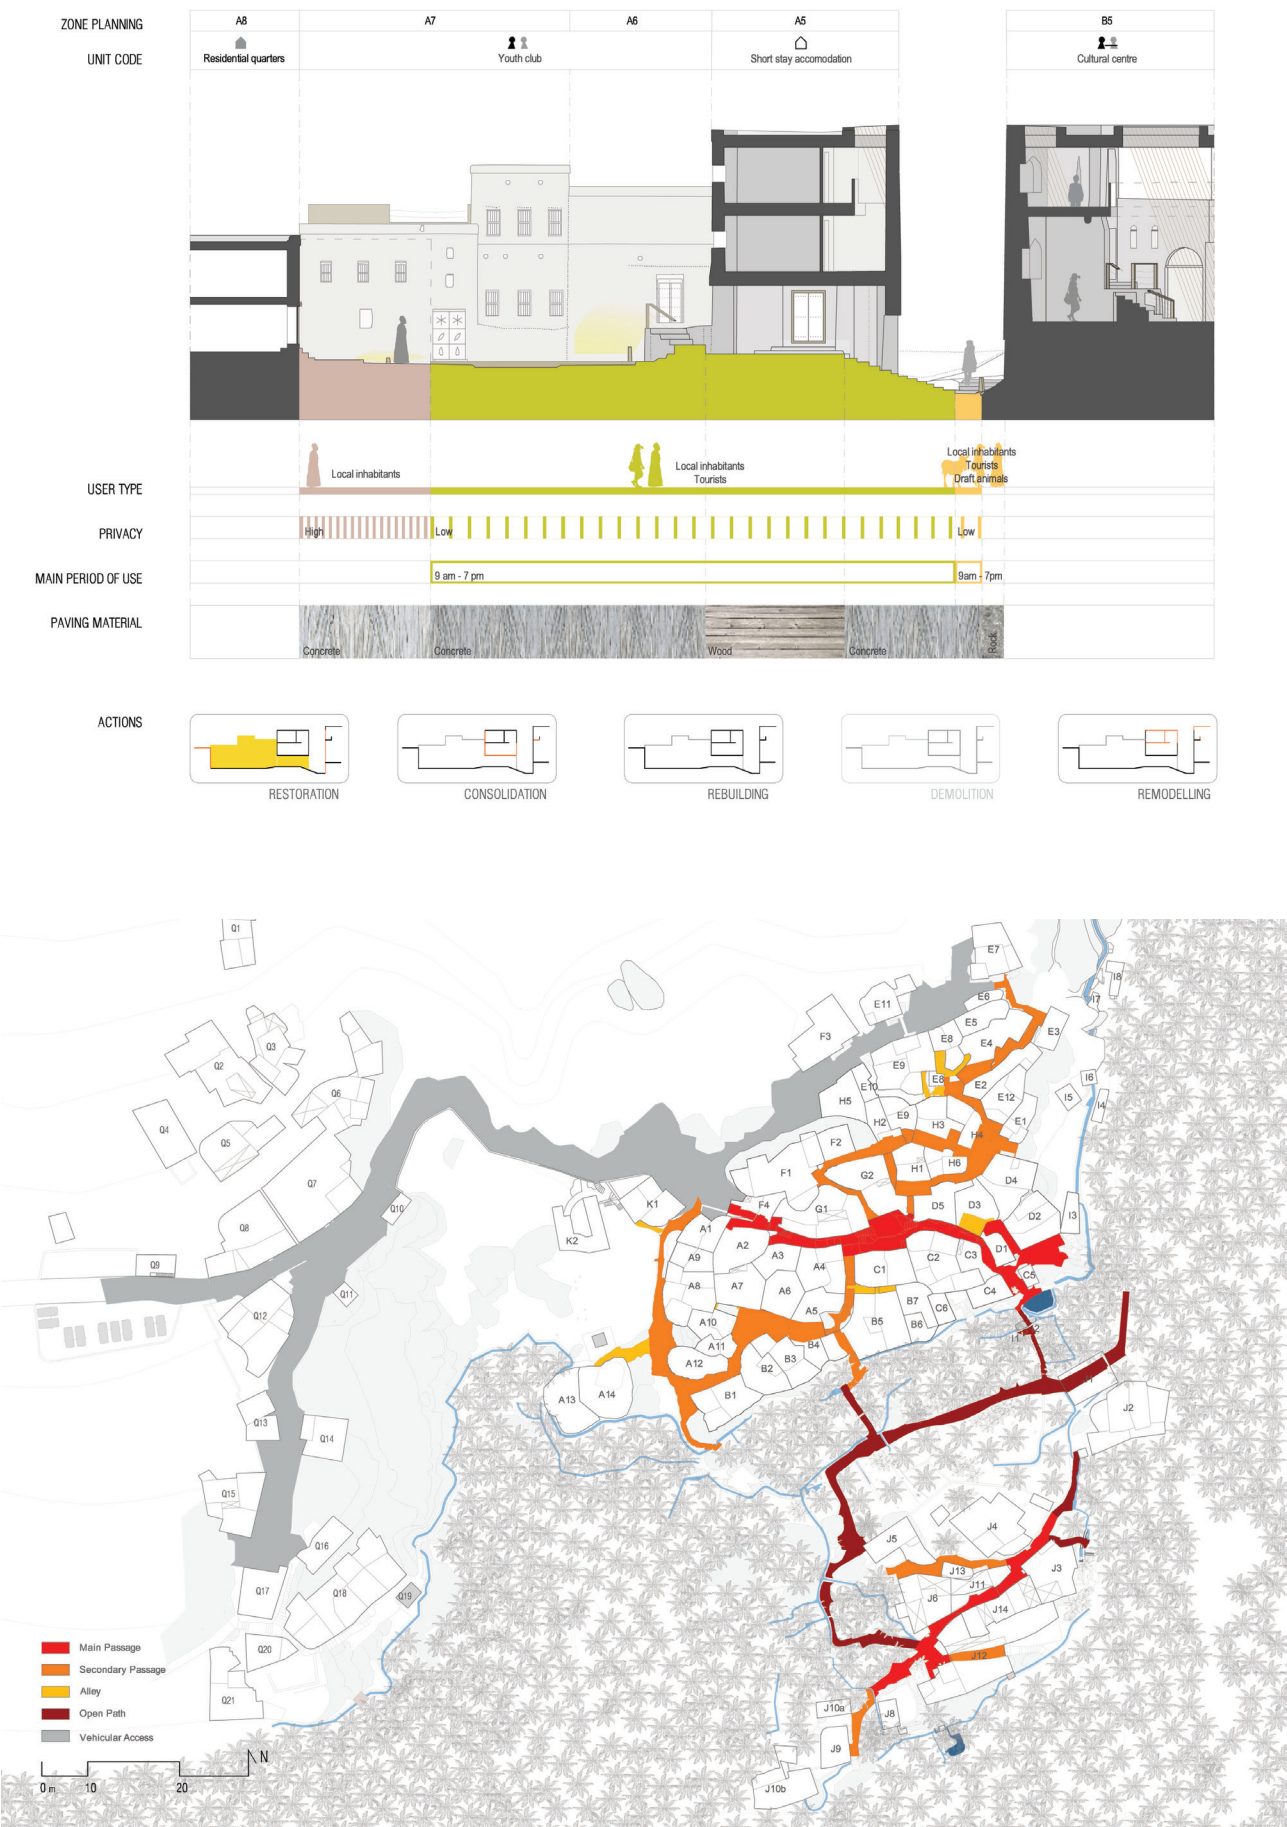 ZONE PLANNING A8 A7 A6 A5 B5
UNIT CODE Residential quarters Youth club Short stay accomodation Cultural centre
USER TYPE
Local inhabitants
Local inhabitants
Tourists
Local inhabitants
Tourists
Draft animals
PRIVACY High Low Low
MAIN PERIOD OF USE 9 am - 7 pm 9am - 7pm
PAVING MATERIAL Concrete Concrete Wood Concrete Rock
ACTIONS
RESTORATION CONSOLIDATION REBUILDING DEMOLITION REMODELLING
Q1
Q2
Q3
Q4
Q5
Q6
Q7
Q8
Q9
Q10
Q11
Q12
Q13
Q14
Q15
Q16
Q17
Q18
Q19
Q20
Q21
E7
I8
I7
E11
E6
F3
E5
E8
E4
E3
E9
E8
E10
E2
I6
H5
E12
I5
I4
H2
E9
H3
E1
H4
F2
F1
G2
H1
H6
D4
K1
K2
F4
G1
D5
D3
D2
I3
A1
A2
A3
A4
A9
A8
A7
A6
A5
C1
C2
C3
D1
C5
C4
A10
A11
A12
B5
B7
B6
C6
B4
B3
B2
B1
A13
A14
I1
J2
J5
J4
J13
J11
J3
J6
J14
J12
J10a
J8
J9
J10b
Main Passage
Secondary Passage
Alley
Open Path
Vehicular Access
N
0 m. 10 20